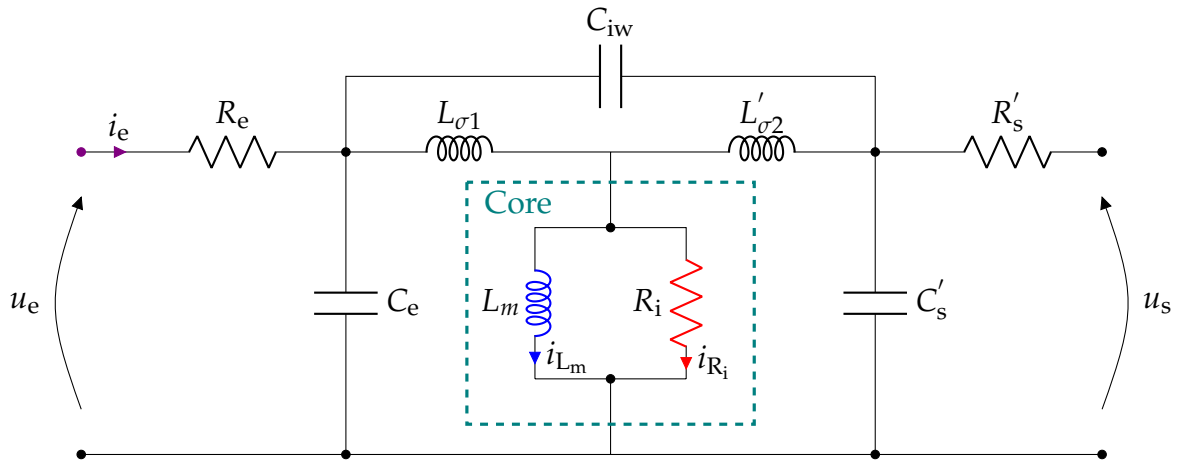 C_iw
i_e
R_e
L_σ1
L'_σ2
R'_s
Core
u_e
C_e
L_m
R_i
C'_s
u_s
i_Lm
i_Ri